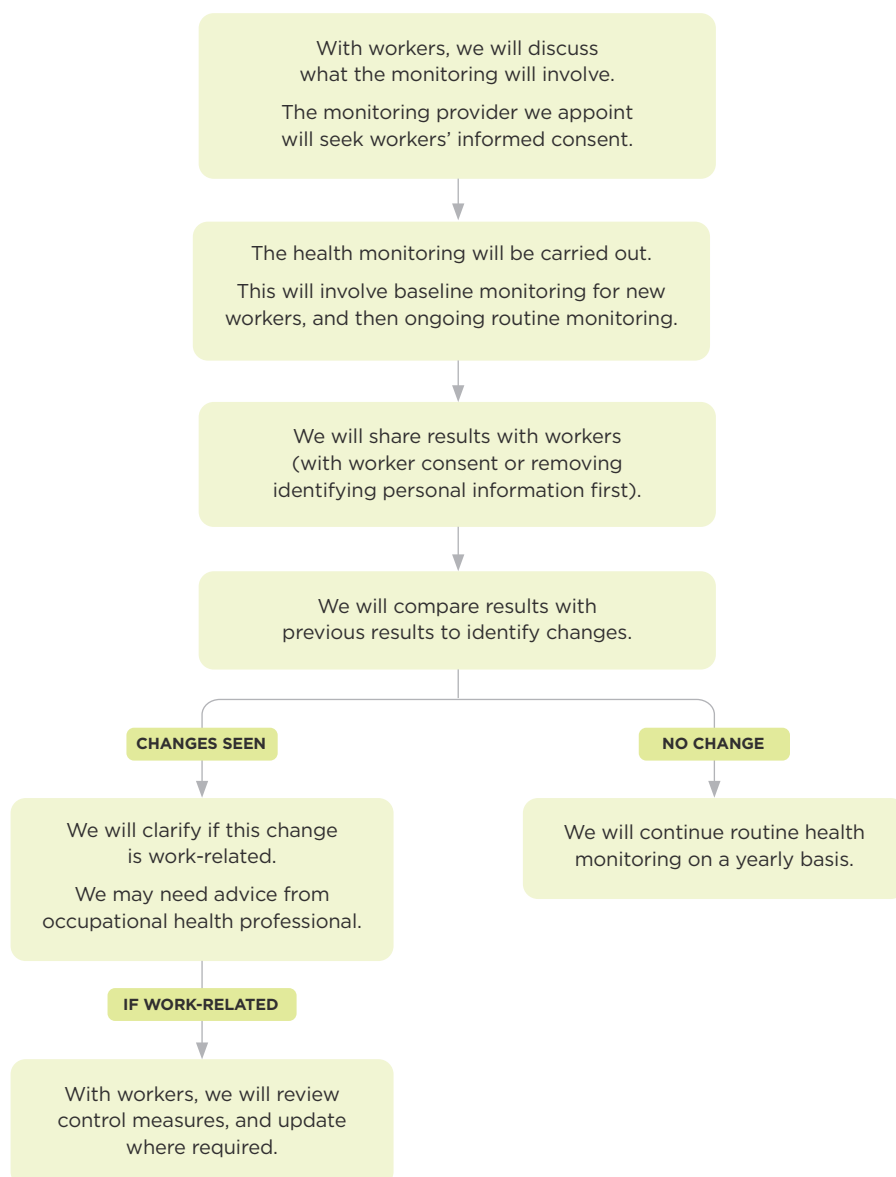 With workers, we will discuss
what the monitoring will involve.
The monitoring provider we appoint
will seek workers’ informed consent.
The health monitoring will be carried out.
This will involve baseline monitoring for new
workers, and then ongoing routine monitoring.
We will share results with workers
(with worker consent or removing
identifying personal information first).
We will compare results with
previous results to identify changes.
CHANGES SEEN
NO CHANGE
We will clarify if this change
is work-related.
We may need advice from
occupational health professional.
We will continue routine health
monitoring on a yearly basis.
IF WORK-RELATED
With workers, we will review
control measures, and update
where required.